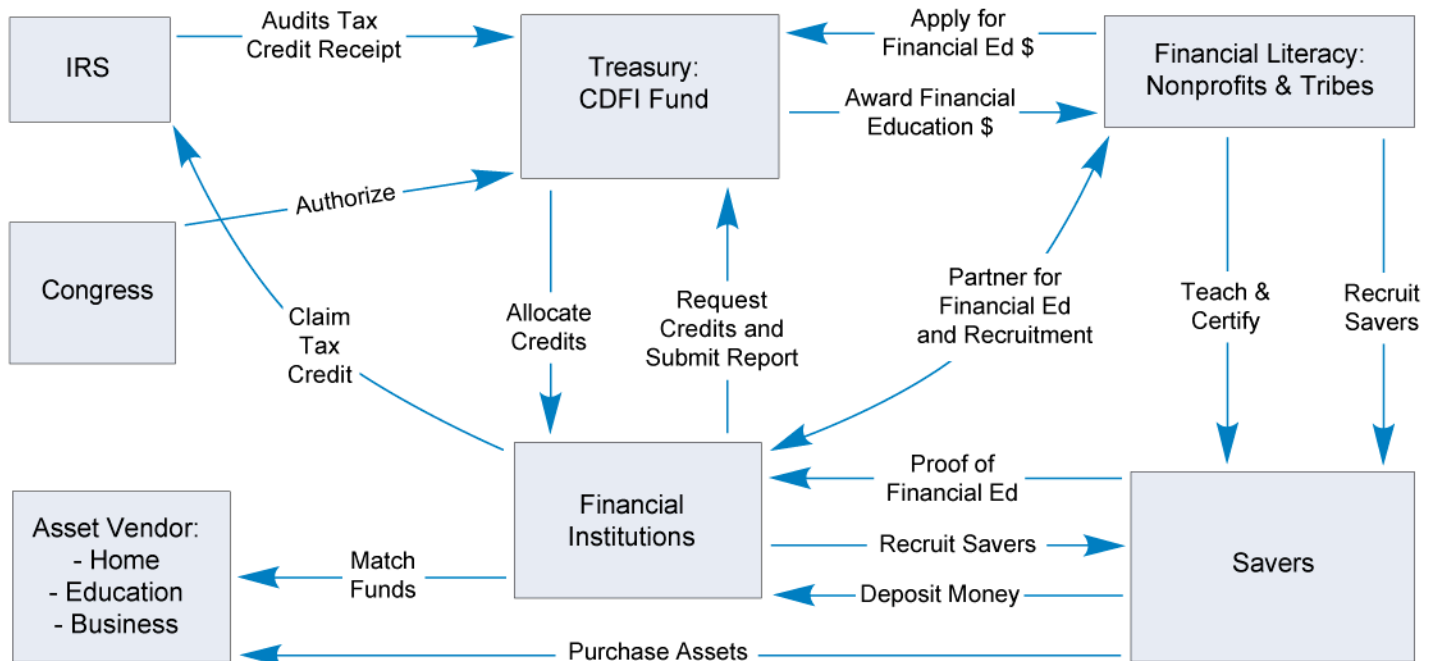 Audits Tax
Credit Receipt
Apply for
Financial Ed $
IRS
Treasury:
CDFI Fund
Financial Literacy:
Nonprofits & Tribes
Award Financial
Education $
Authorize
Congress
Claim
Tax
Credit
Allocate
Credits
Request
Credits and
Submit Report
Partner for
Financial Ed
and Recruitment
Teach &
Certify
Recruit
Savers
Proof of
Financial Ed
Financial
Institutions
Recruit Savers
Deposit Money
Savers
Asset Vendor:
- Home
- Education
- Business
Match
Funds
Purchase Assets